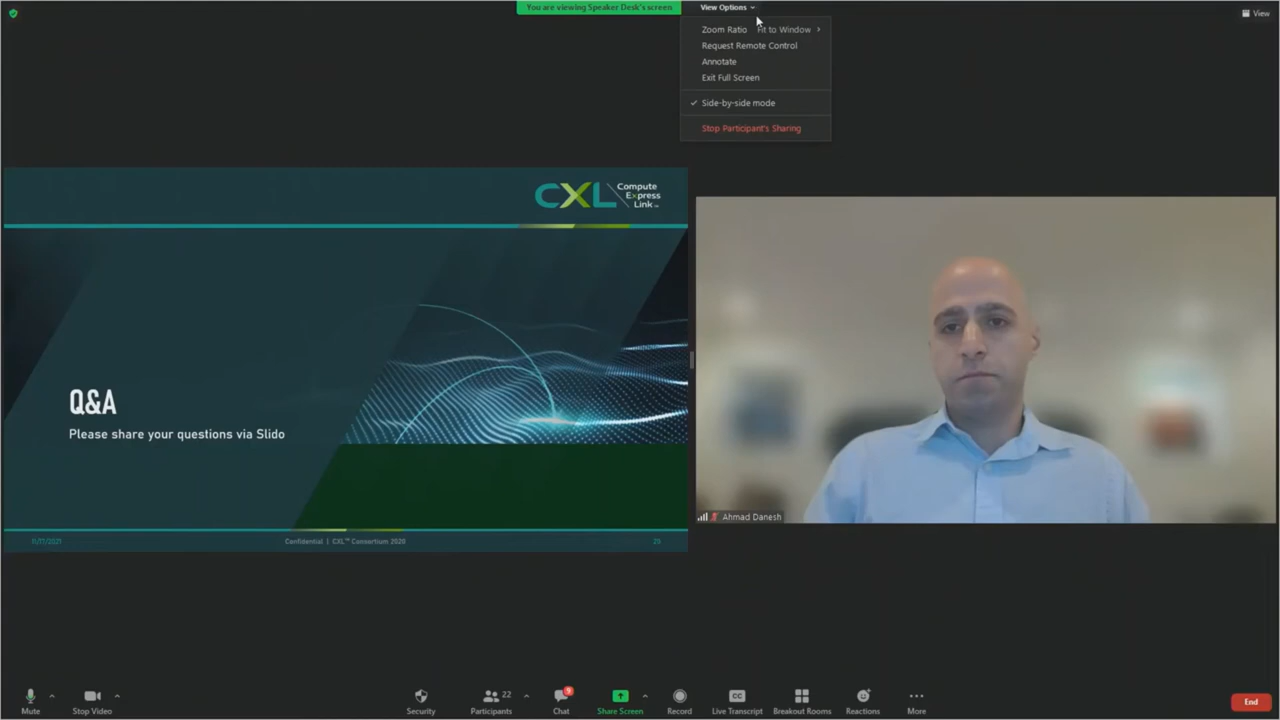 You are viewing Speaker Desk's screen
View Options
View
Zoom Ratio Fit to Window
Request Remote Control
Annotate
Exit Full Screen
Side-by-side mode
Stop Participant's Sharing
CXL
Compute
Express
Link
Q&A
Please share your questions via Slido
11/17/2021
Confidential | CXL™ Consortium 2020
Ahmad Danesh
Mute
Stop Video
Security
Participants 22
Chat
Share Screen
Record
CC
Live Transcript
Breakout Rooms
Reactions
More
End